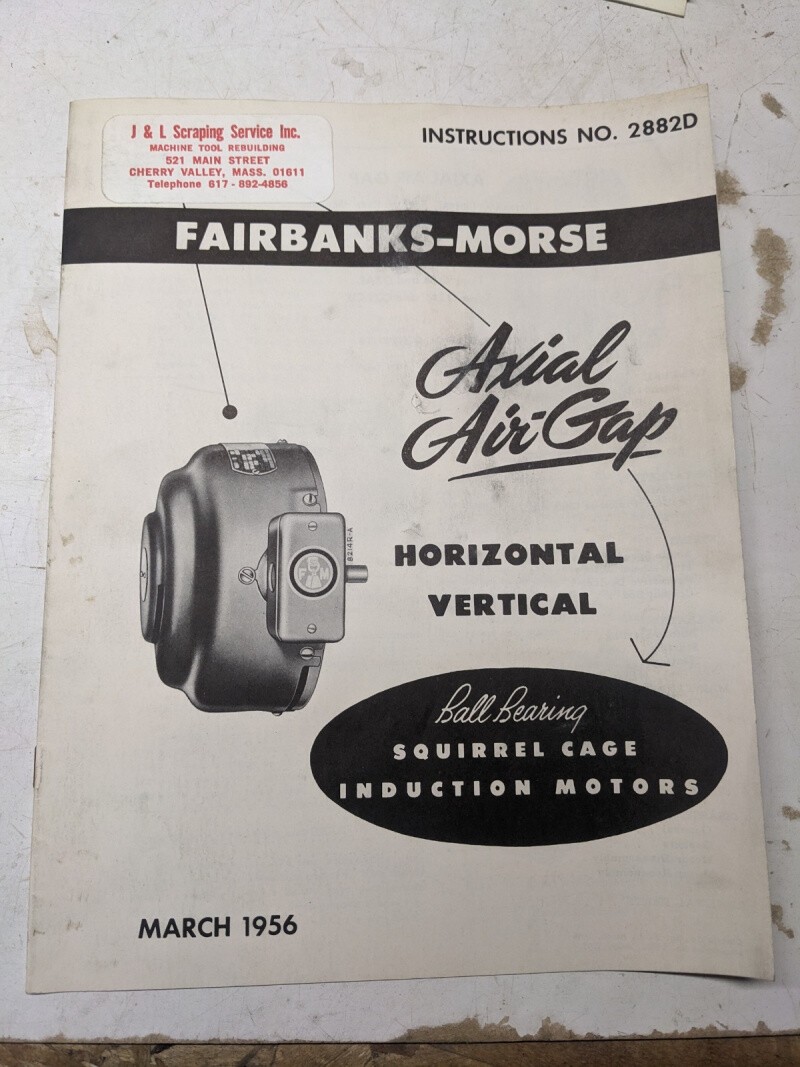 J & L Scraping Service Inc.
MACHINE TOOL REBUILDING
521 MAIN STREET
CHERRY VALLEY, MASS. 01611
Telephone 617 - 892-4856
INSTRUCTIONS NO. 2882D
FAIRBANKS-MORSE
Axial
Air-Gap
HORIZONTAL
VERTICAL
8214R-A
F M
Ball Bearing
SQUIRREL CAGE
INDUCTION MOTORS
MARCH 1956